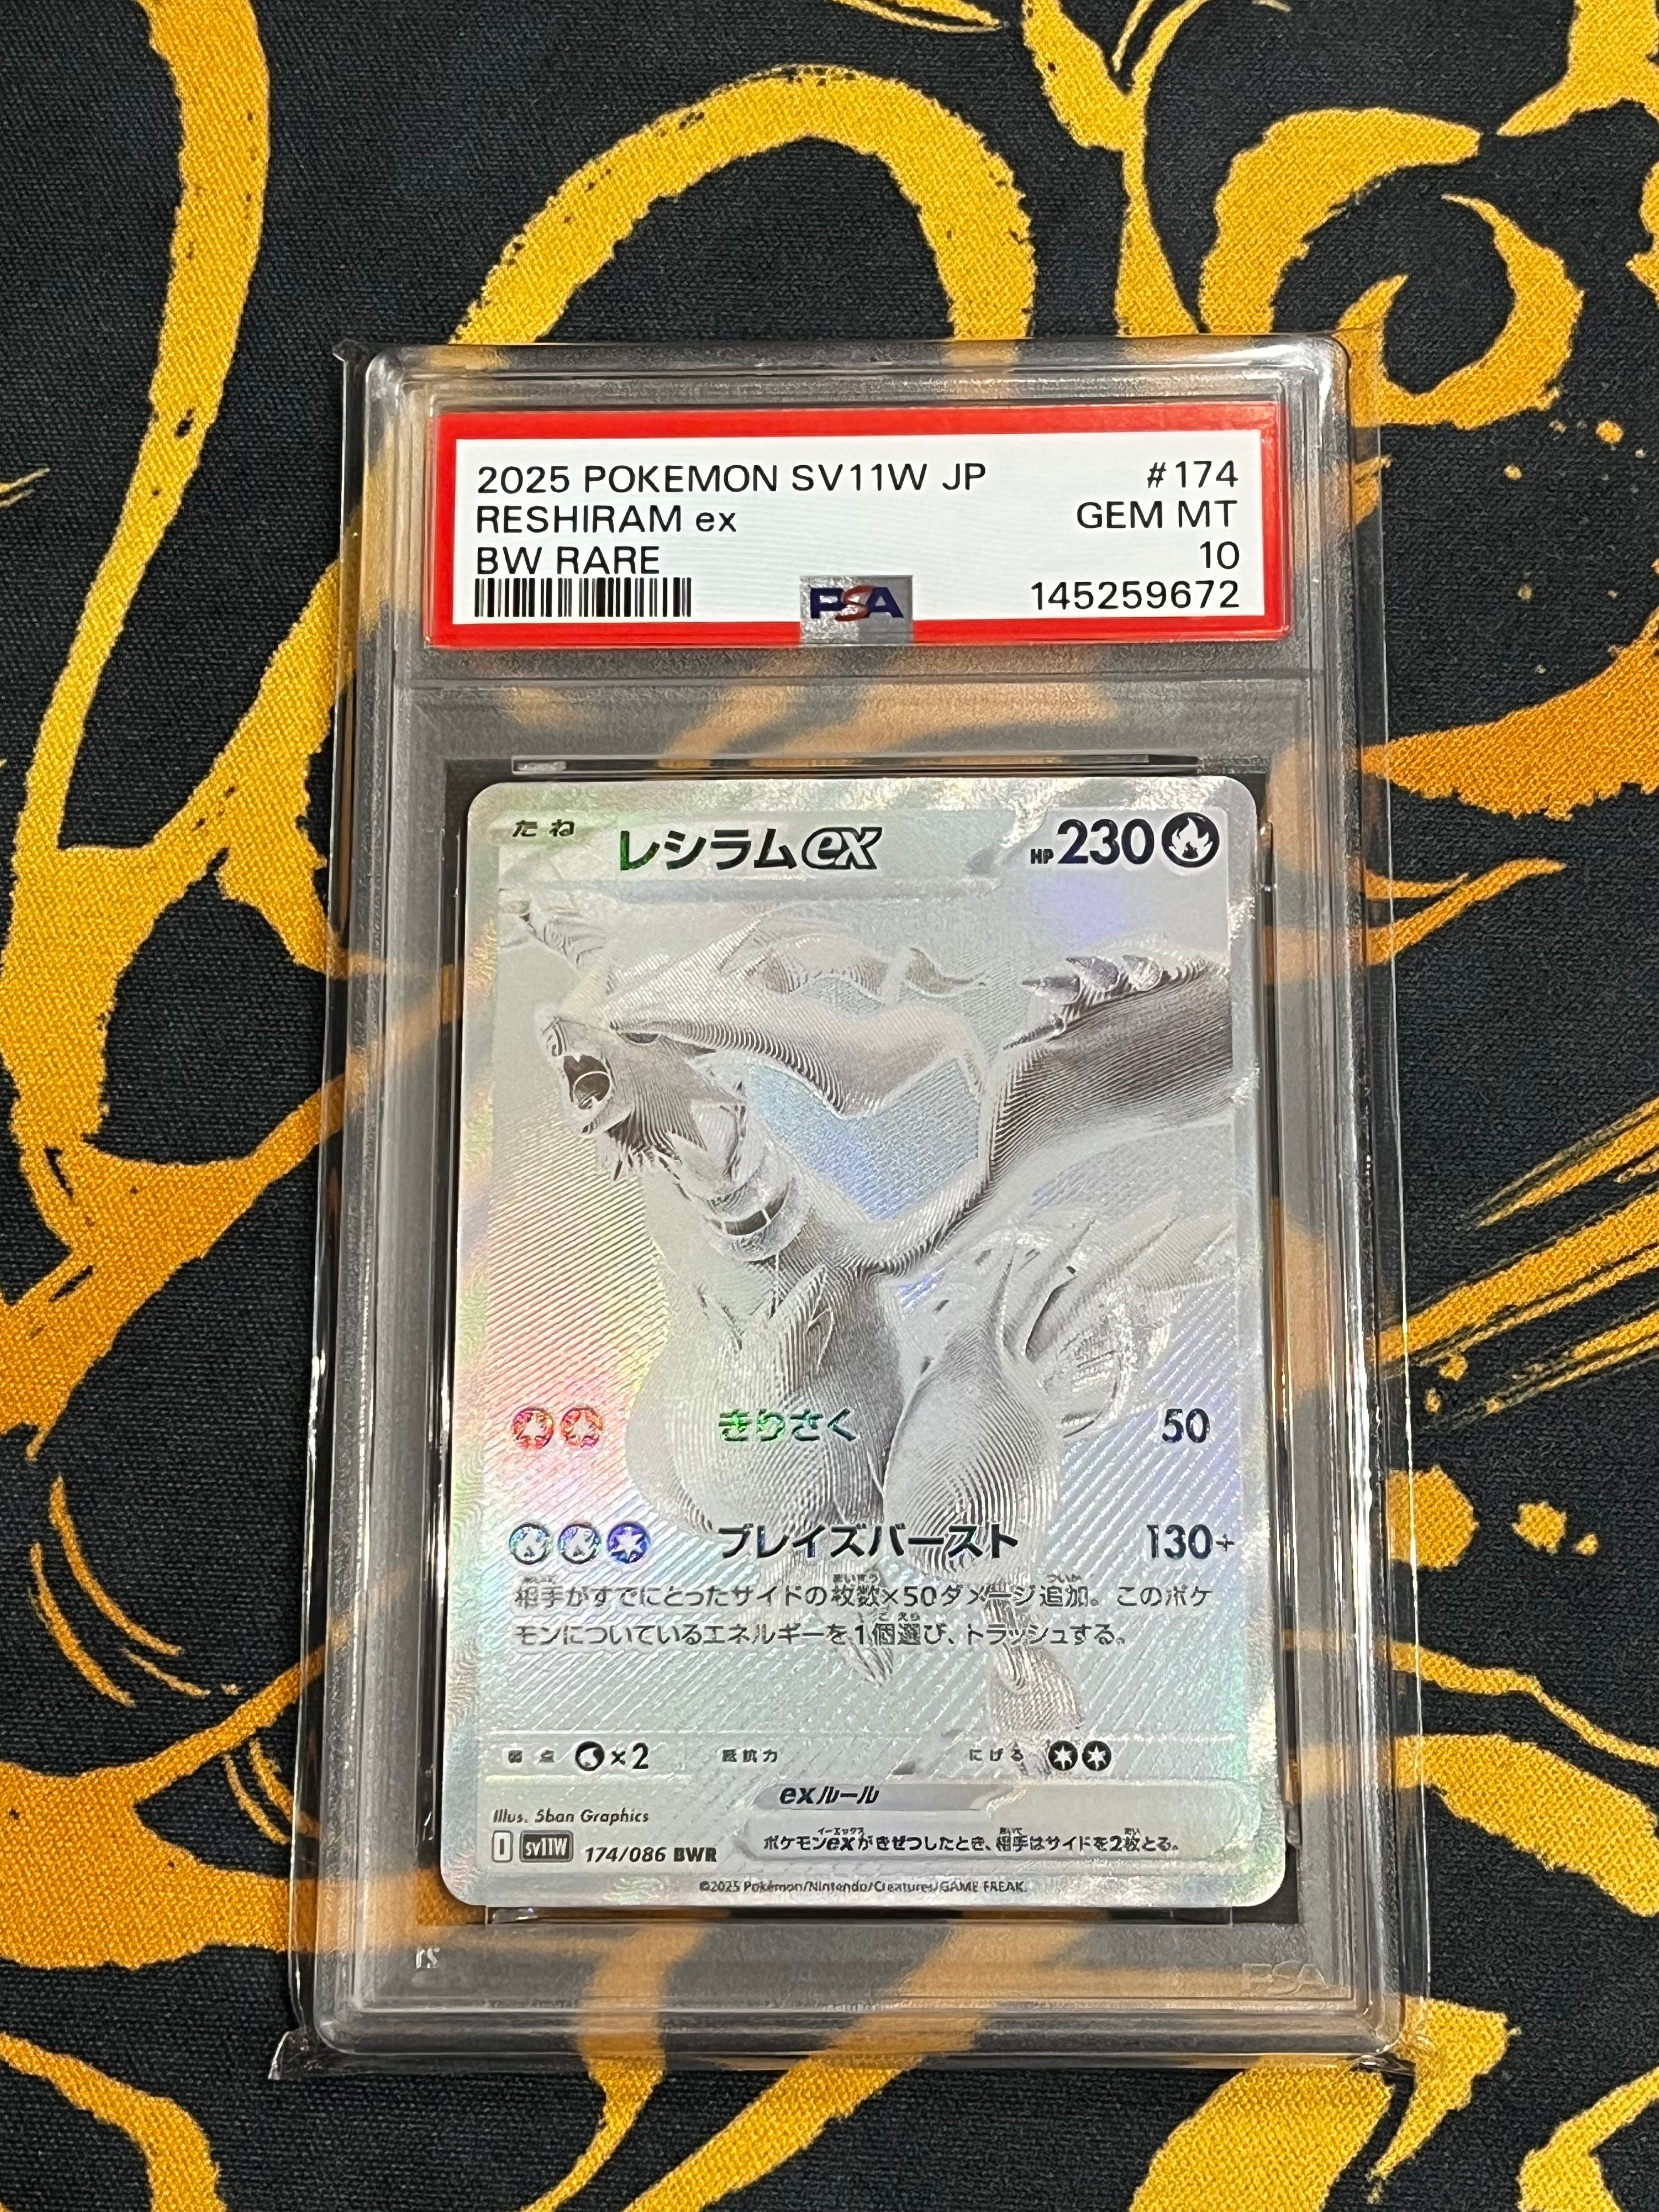 2025 POKEMON SV11W JP #174
RESHIRAM ex GEM MT
BW RARE 10
PSA 145259672
たね レシラムex HP 230
きりさく 50
ブレイズバースト 130+
相手がすでにとったサイドの枚数×50ダメージ追加。このポケ
モンについているエネルギーを1個選び、トラッシュする。
弱点 ×2 抵抗力 にげる
exルール
Illus. 5ban Graphics
ポケモンexがきぜつしたとき、相手はサイドを2枚とる。
I sv11W 174/086 BWR
©2025 Pokémon/Nintendo/Creatures/GAME FREAK.
PSA